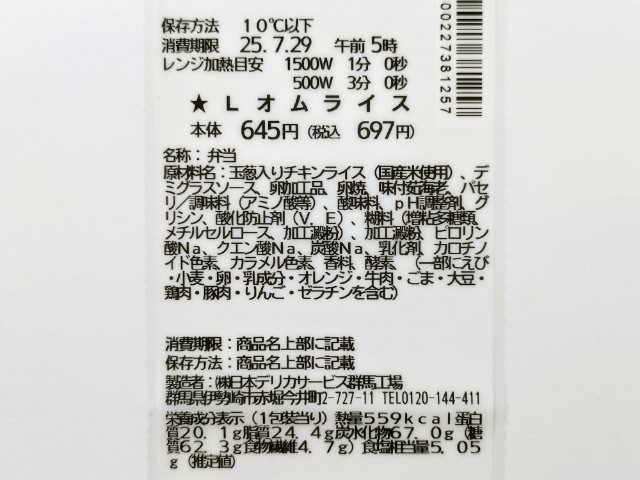 保存方法　10℃以下
消費期限　25.7.29　午前5時
レンジ加熱目安　1500W　1分　0秒
500W　3分　0秒
★Lオムライス
本体　645円（税込　697円）
名称：弁当
原材料名：玉葱入りチキンライス（国産米使用）、デ
ミグラスソース、卵加工品、卵焼、味付茹海老、パセ
リ／調味料（アミノ酸等）、酸味料、pH調整剤、グ
リシン、酸化防止剤（V．E）、糊料（増粘多糖類、
メチルセルロース、加工澱粉）、加工澱粉、ピロリン
酸Na、クエン酸Na、炭酸Na、乳化剤、カロチノ
イド色素、カラメル色素、香料、酵素、（一部にえび
・小麦・卵・乳成分・オレンジ・牛肉・ごま・大豆・
鶏肉・豚肉・りんご・ゼラチンを含む）
消費期限：商品名上部に記載
保存方法：商品名上部に記載
製造者：㈱日本デリカサービス群馬工場
群馬県伊勢崎市赤堀今井町2-727-11 TEL0120-144-411
栄養成分表示（1包装当り）熱量559kcal蛋白
質20.1g脂質24.4g炭水化物67.0g（糖
質62.3g食物繊維4.7g）食塩相当量5.05
g（推定値）
000227381257